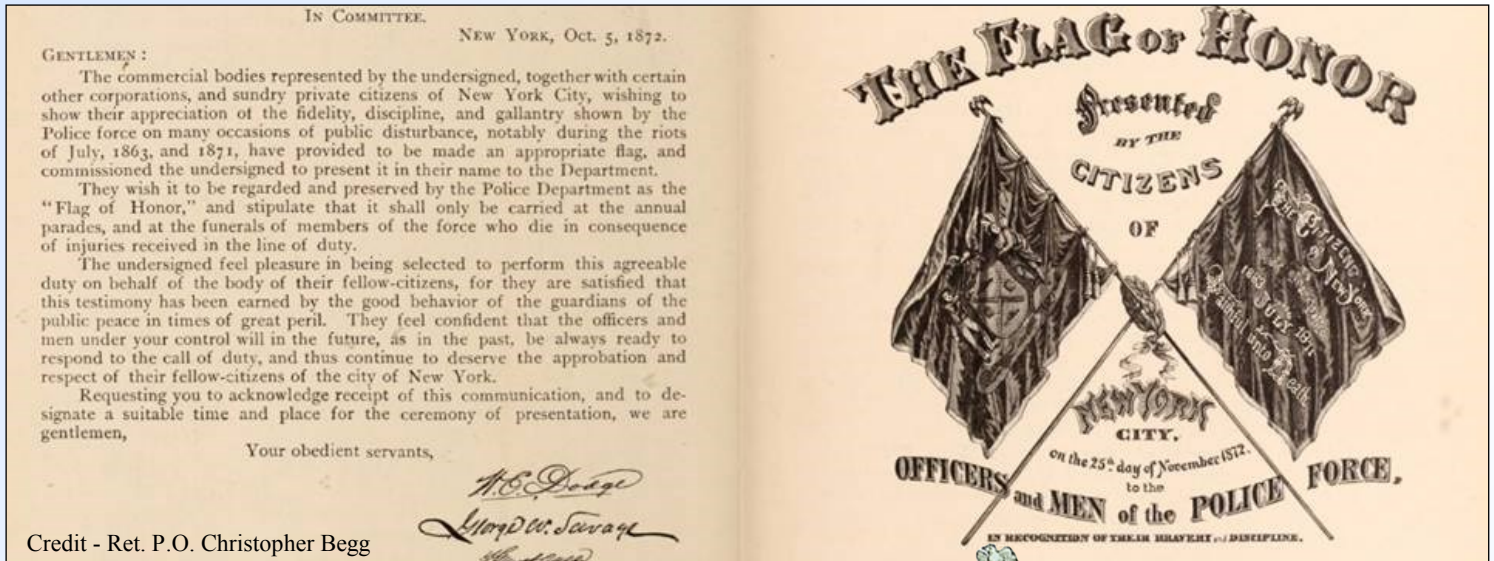 IN COMMITTEE.
NEW YORK, Oct. 5, 1872.
GENTLEMEN :
The commercial bodies represented by the undersigned, together with certain
other corporations, and sundry private citizens of New York City, wishing to
show their appreciation of the fidelity, discipline, and gallantry shown by the
Police force on many occasions of public disturbance, notably during the riots
of July, 1863, and 1871, have provided to be made an appropriate flag, and
commissioned the undersigned to present it in their name to the Department.
They wish it to be regarded and preserved by the Police Department as the
"Flag of Honor," and stipulate that it shall only be carried at the annual
parades, and at the funerals of members of the force who die in consequence
of injuries received in the line of duty.
The undersigned feel pleasure in being selected to perform this agreeable
duty on behalf of the body of their fellow-citizens, for they are satisfied that
this testimony has been earned by the good behavior of the guardians of the
public peace in times of great peril. They feel confident that the officers and
men under your control will in the future, as in the past, be always ready to
respond to the call of duty, and thus continue to deserve the approbation and
respect of their fellow-citizens of the city of New York.
Requesting you to acknowledge receipt of this communication, and to de-
signate a suitable time and place for the ceremony of presentation, we are
gentlemen,
Your obedient servants,
W. E. Dodge
George W. Savage
Credit - Ret. P.O. Christopher Begg
THE FLAG OF HONOR
Presented
BY THE
CITIZENS
OF
The CITIZENS
of New York
1863 JULY 1871
Faithful unto Death
NEW YORK
CITY.
on the 25th day of November 1872.
to the
OFFICERS and MEN of the POLICE FORCE,
IN RECOGNITION OF THEIR BRAVERY and DISCIPLINE.